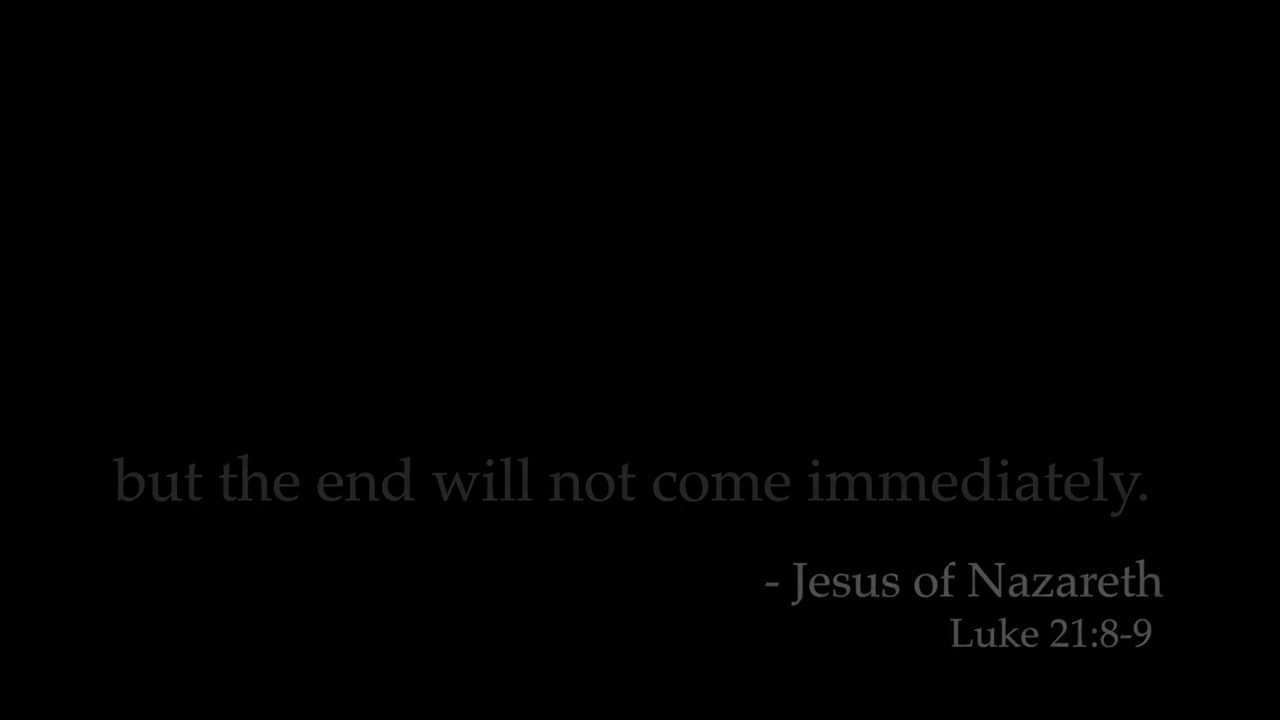 but the end will not come immediately.
- Jesus of Nazareth
Luke 21:8-9